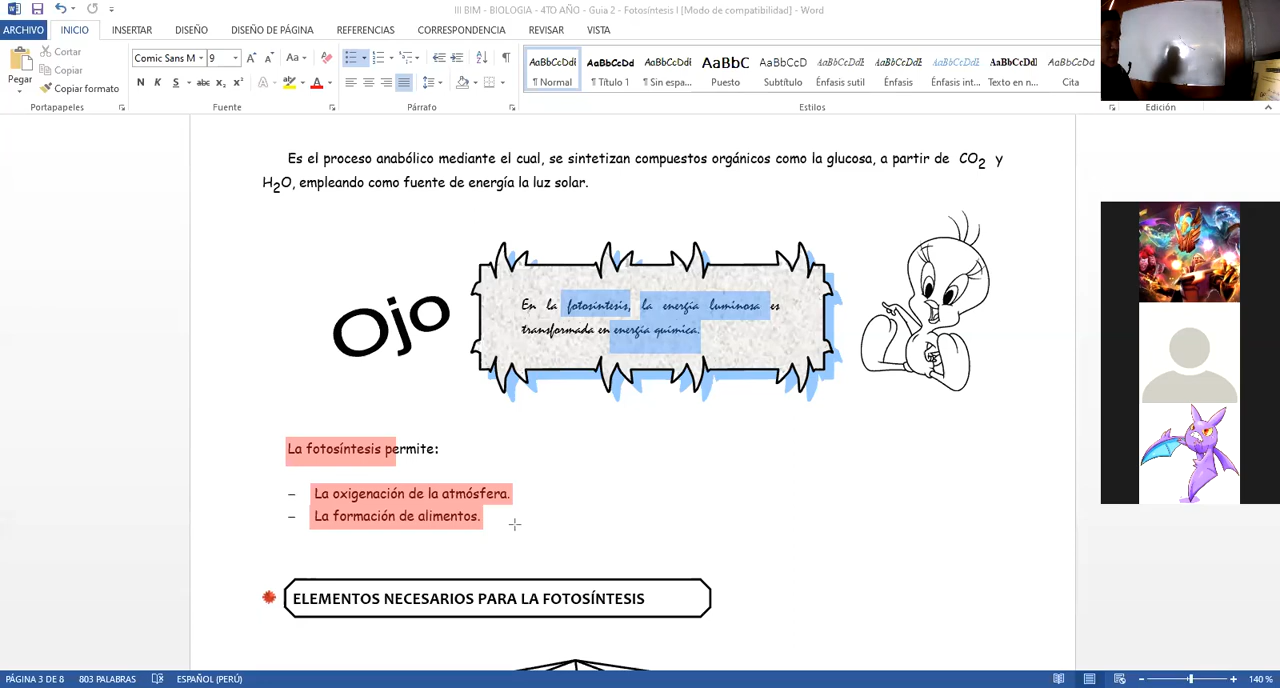 III BIM - BIOLOGIA - 4TO AÑO - Guia 2 - Fotosíntesis I [Modo de compatibilidad] - Word
ARCHIVO INICIO INSERTAR DISEÑO DISEÑO DE PÁGINA REFERENCIAS CORRESPONDENCIA REVISAR VISTA
Pegar
Cortar
Copiar
Copiar formato
Portapapeles
Comic Sans M 9
N K S abc x₂ x²
Fuente
Párrafo
AaBbCcDdI AaBbCcDc AaBbCcDdI AaBbC AaBbCcD AaBbCcDdE AaBbCcDdE AaBbCcDdE AaBbCcDc AaBbCcDd
¶ Normal ¶ Título 1 ¶ Sin espa... Puesto Subtítulo Énfasis sutil Énfasis Énfasis int... Texto en n... Cita
Estilos
Edición
Es el proceso anabólico mediante el cual, se sintetizan compuestos orgánicos como la glucosa, a partir de CO₂ y
H₂O, empleando como fuente de energía la luz solar.
Ojo
En la fotosíntesis, la energía luminosa es
transformada en energía química.
La fotosíntesis permite:
– La oxigenación de la atmósfera.
– La formación de alimentos.
ELEMENTOS NECESARIOS PARA LA FOTOSÍNTESIS
PÁGINA 3 DE 8 803 PALABRAS ESPAÑOL (PERÚ) 140 %